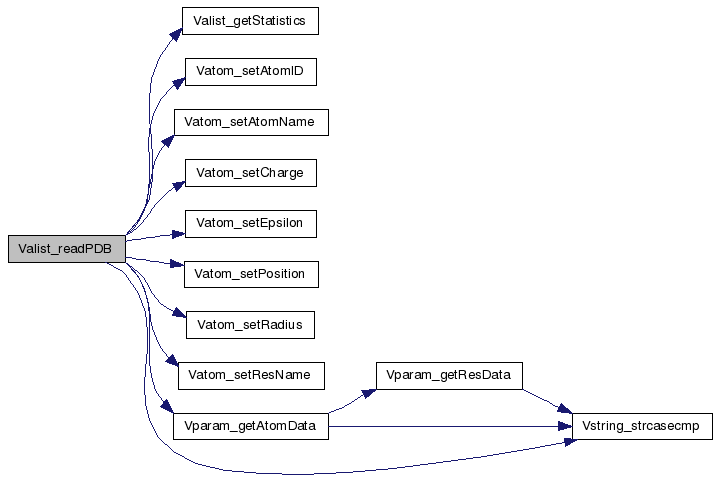 Valist_getStatistics
Vatom_setAtomID
Vatom_setAtomName
Vatom_setCharge
Vatom_setEpsilon
Valist_readPDB
Vatom_setPosition
Vatom_setRadius
Vatom_setResName
Vparam_getResData
Vparam_getAtomData
Vstring_strcasecmp